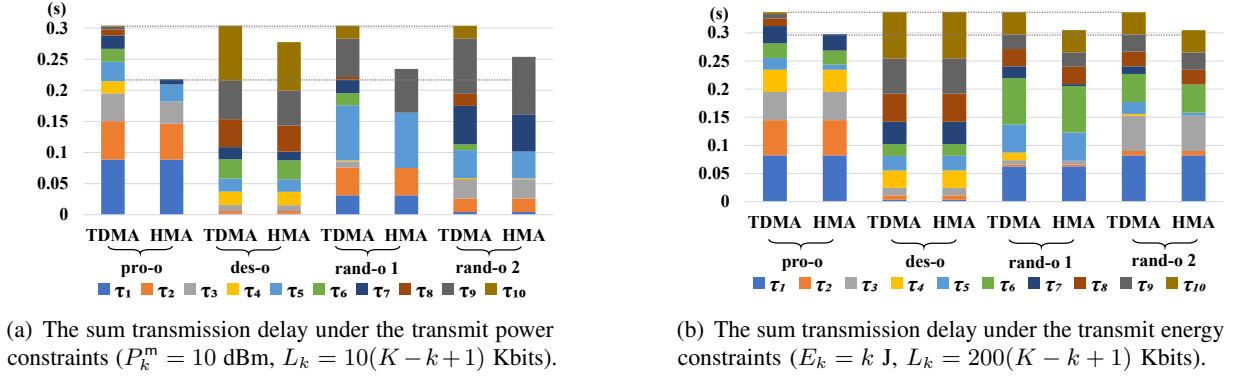 (s)
0.3
0.25
0.2
0.15
0.1
0.05
0
TDMA HMA TDMA HMA TDMA HMA TDMA HMA
pro-o des-o rand-o 1 rand-o 2
τ₁ τ₂ τ₃ τ₄ τ₅ τ₆ τ₇ τ₈ τ₉ τ₁₀
(a) The sum transmission delay under the transmit power
constraints (P_k^m = 10 dBm, L_k = 10(K − k + 1) Kbits).
(s)
0.3
0.25
0.2
0.15
0.1
0.05
0
TDMA HMA TDMA HMA TDMA HMA TDMA HMA
pro-o des-o rand-o 1 rand-o 2
τ₁ τ₂ τ₃ τ₄ τ₅ τ₆ τ₇ τ₈ τ₉ τ₁₀
(b) The sum transmission delay under the transmit energy
constraints (E_k = k J, L_k = 200(K − k + 1) Kbits).